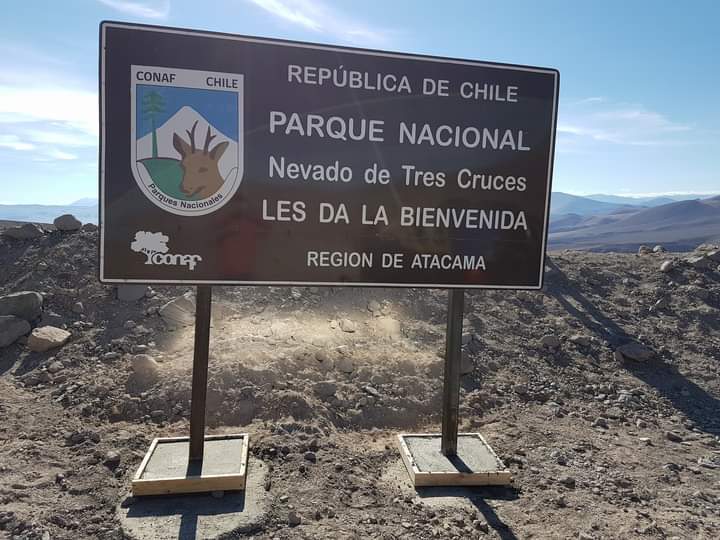 CONAF CHILE
Parques Nacionales
CONAF
REPÚBLICA DE CHILE
PARQUE NACIONAL
Nevado de Tres Cruces
LES DA LA BIENVENIDA
REGION DE ATACAMA